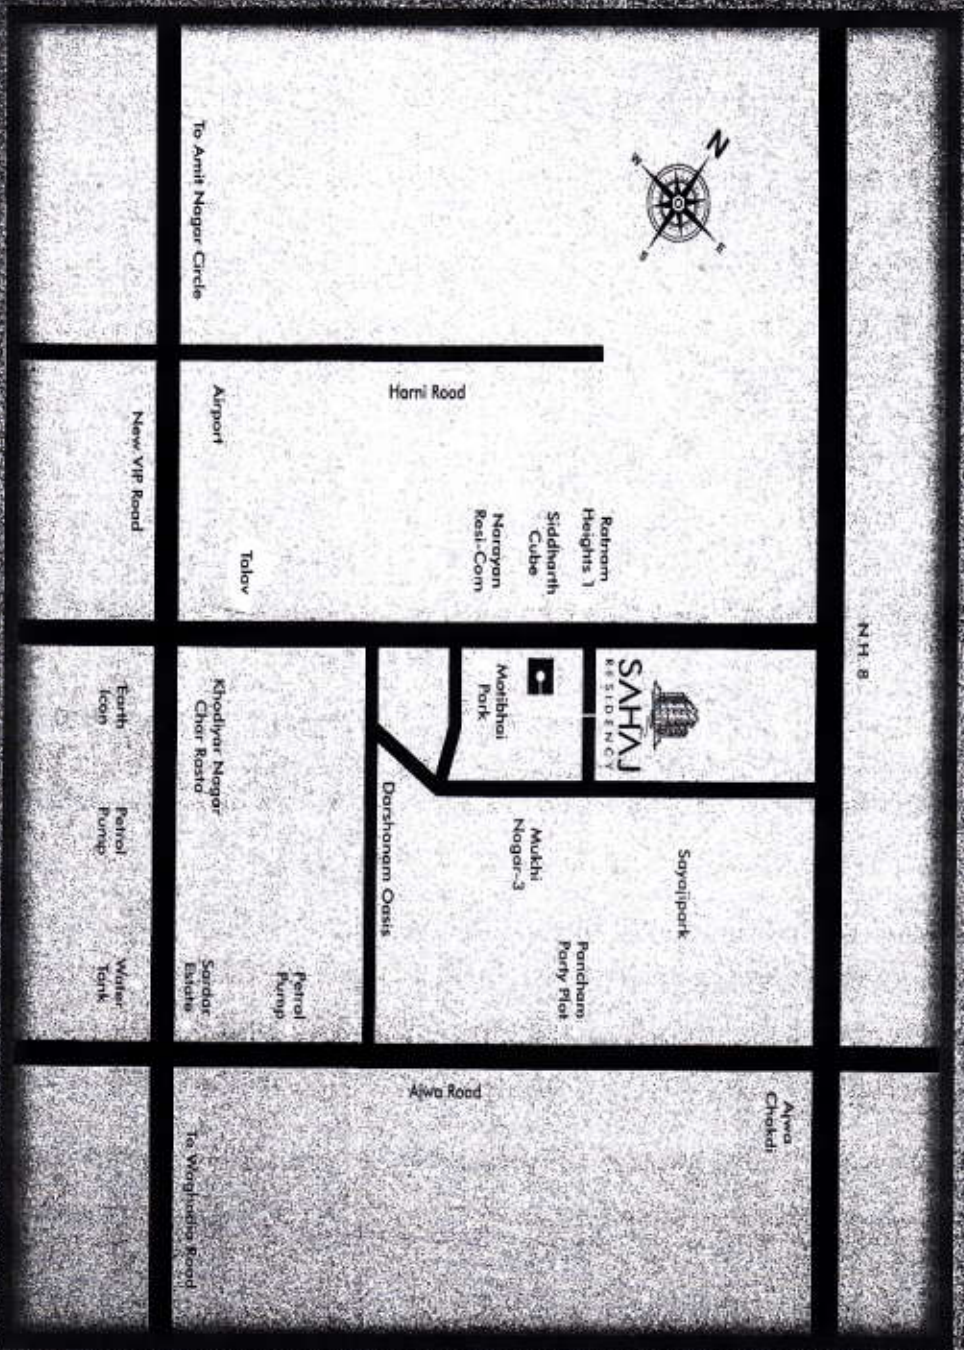 N.H.8
N
E
S
W
Ajwa
Chokdi
SAHAJ
RESIDENCY
Sayajipark
Ratnam
Heights 1
Siddharth
Cube
Narayan
Resi-Com
Motibhai
Park
Mukhi
Nagar-3
Pancham
Party Plot
Harni Road
Ajwa Road
Darshanam Oasis
Talav
Airport
Petrol
Pump
Khodiyar Nagar
Char Rasta
Sardar
Estate
To Amit Nagar Circle
To Waghodia Road
New VIP Road
Earth
Icon
Petrol
Pump
Water
Tank